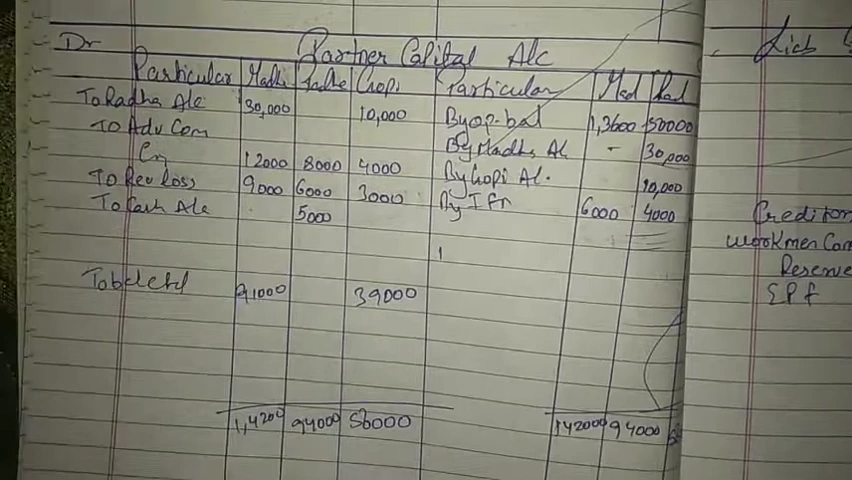 Dr Partner Capital A/c
Particular Madh Radha Gopi Particular Mad Rad
To Radha A/c 30,000 10,000 By op. bal 1,3600 50000
To Adv Com By Madha A/c - 30,000
12000 8000 4000 By Gopi A/c. 10,000
To Rev loss 9000 6000 3000 By IFr 6000 4000
To Cash A/c 5000
To bal c/d 91000 39000
1,4200 94000 56000 142000 94000
Creditors
workmen Com
Reserve
EPF